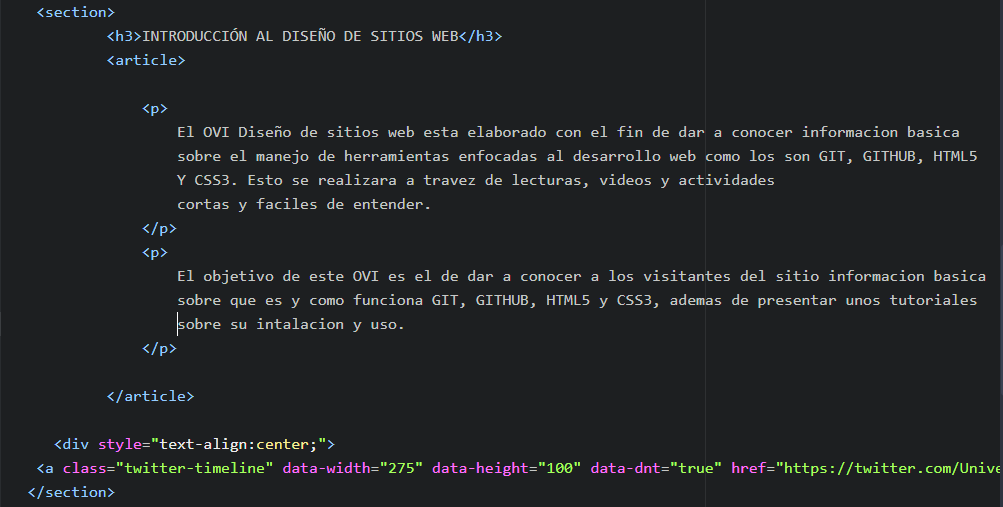 <section>
<h3>INTRODUCCIÓN AL DISEÑO DE SITIOS WEB</h3>
<article>
<p>
El OVI Diseño de sitios web esta elaborado con el fin de dar a conocer informacion basica
sobre el manejo de herramientas enfocadas al desarrollo web como los son GIT, GITHUB, HTML5
Y CSS3. Esto se realizara a travez de lecturas, videos y actividades
cortas y faciles de entender.
</p>
<p>
El objetivo de este OVI es el de dar a conocer a los visitantes del sitio informacion basica
sobre que es y como funciona GIT, GITHUB, HTML5 y CSS3, ademas de presentar unos tutoriales
sobre su intalacion y uso.
</p>
</article>
<div style="text-align:center;">
<a class="twitter-timeline" data-width="275" data-height="100" data-dnt="true" href="https://twitter.com/Unive
</section>